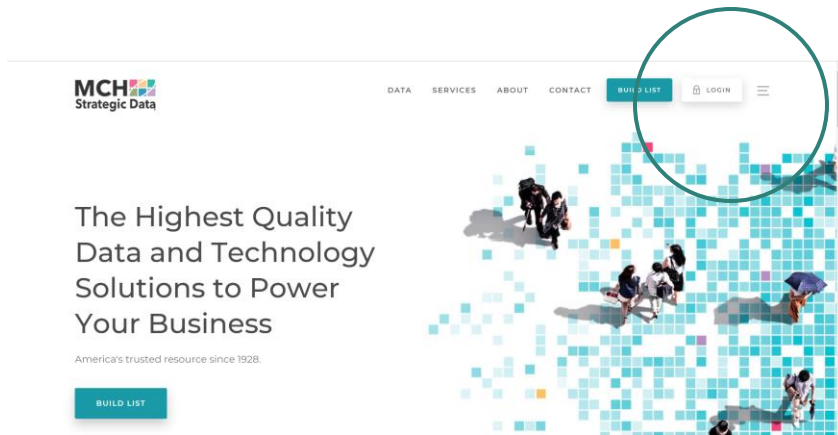 MCH
Strategic Data
DATA SERVICES ABOUT CONTACT BUILD LIST LOGIN
The Highest Quality
Data and Technology
Solutions to Power
Your Business
America's trusted resource since 1928.
BUILD LIST